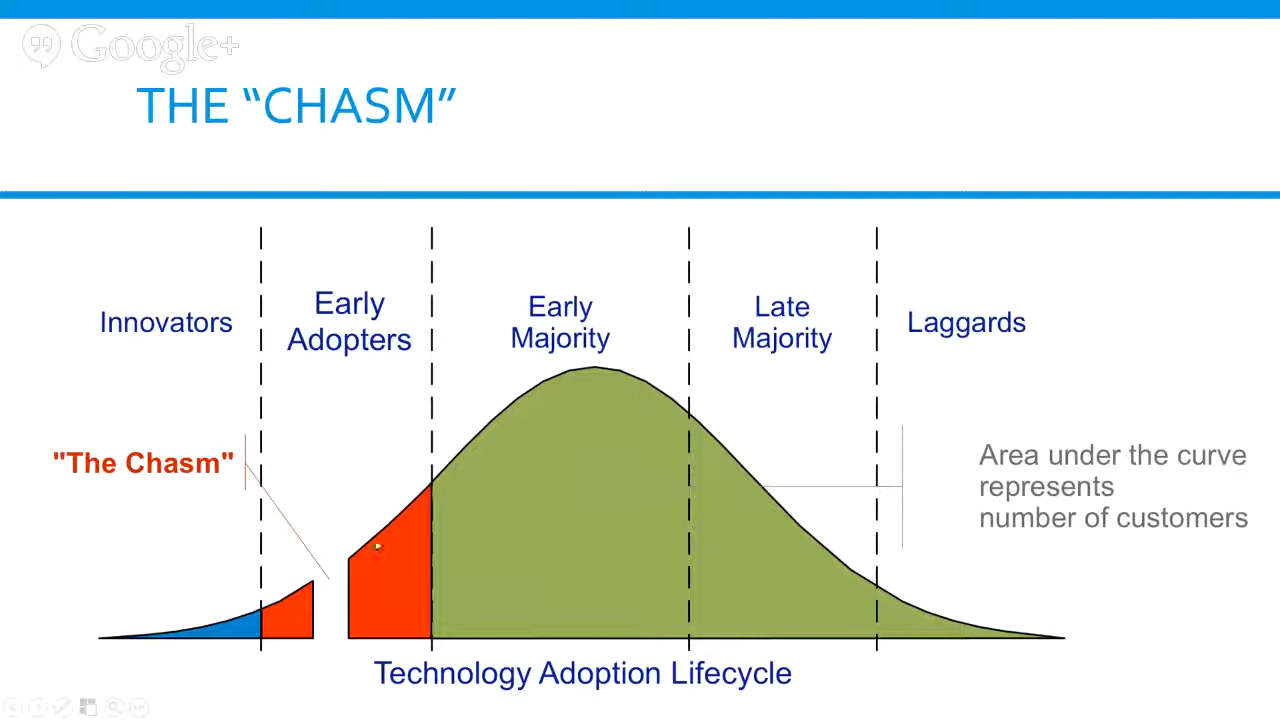 Google+
THE “CHASM”
Innovators
Early
Adopters
Early
Majority
Late
Majority
Laggards
"The Chasm"
Area under the curve
represents
number of customers
Technology Adoption Lifecycle